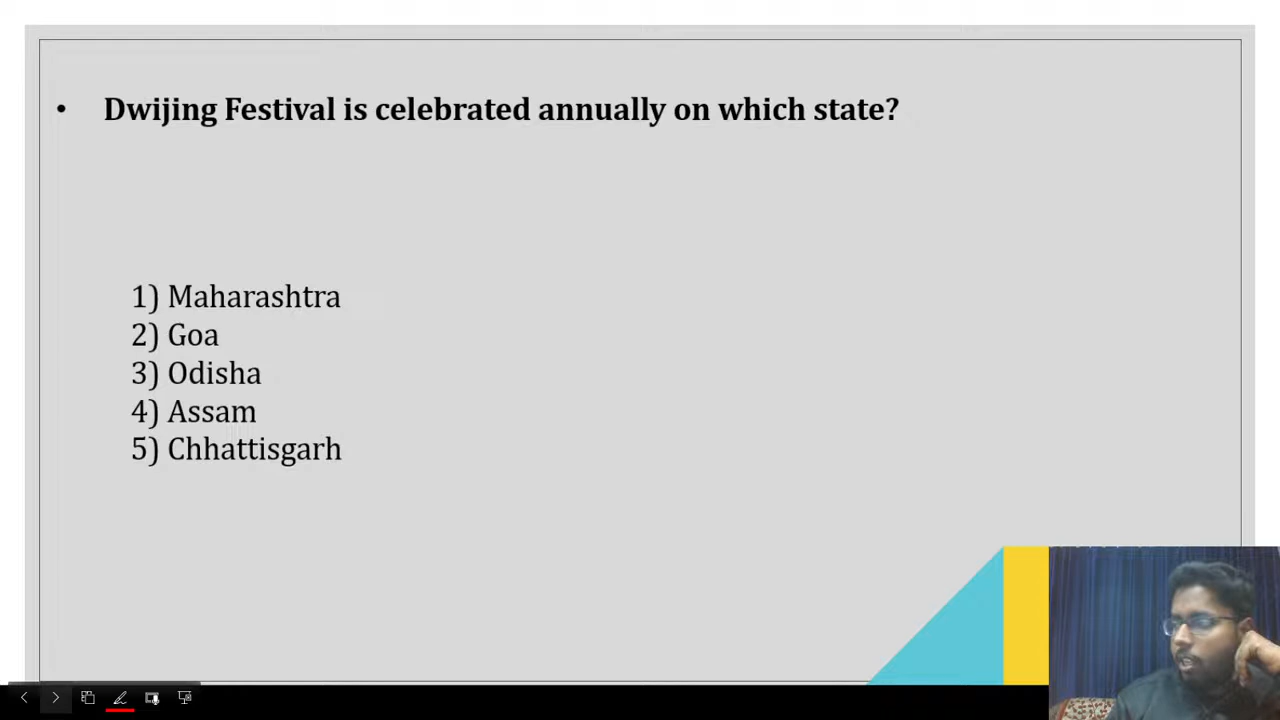 • Dwijing Festival is celebrated annually on which state?
1) Maharashtra
2) Goa
3) Odisha
4) Assam
5) Chhattisgarh